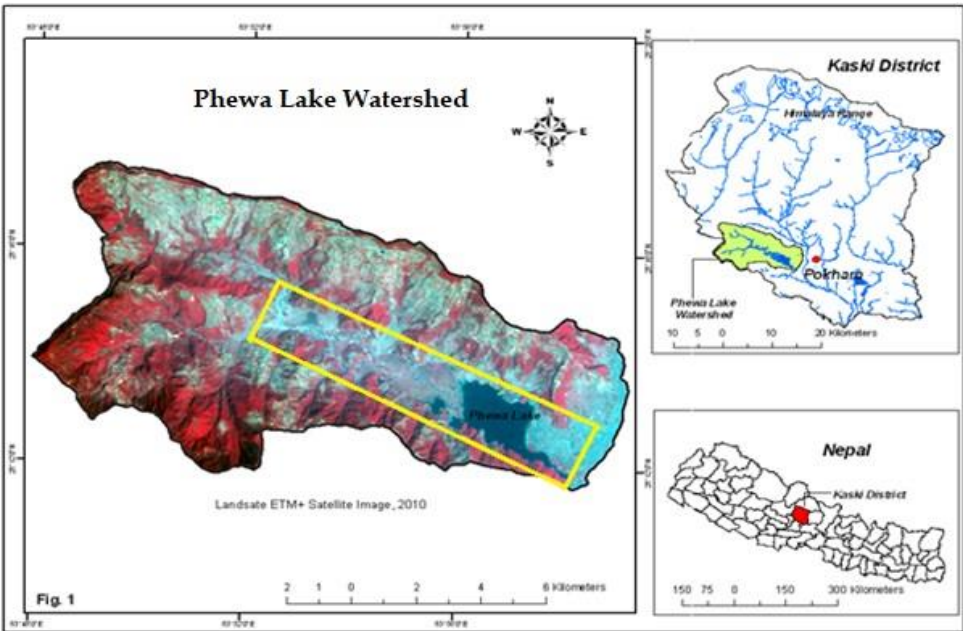 Phewa Lake Watershed
N
W E
S
Phewa Lake
Landsate ETM+ Satellite Image, 2010
Fig. 1
2 1 0 2 4 6 Kilometers
Kaski District
Himalaya Range
Pokhara
Phewa Lake
Watershed
10 5 0 10 20 Kilometers
Nepal
Kaski District
150 75 0 150 300 Kilometers